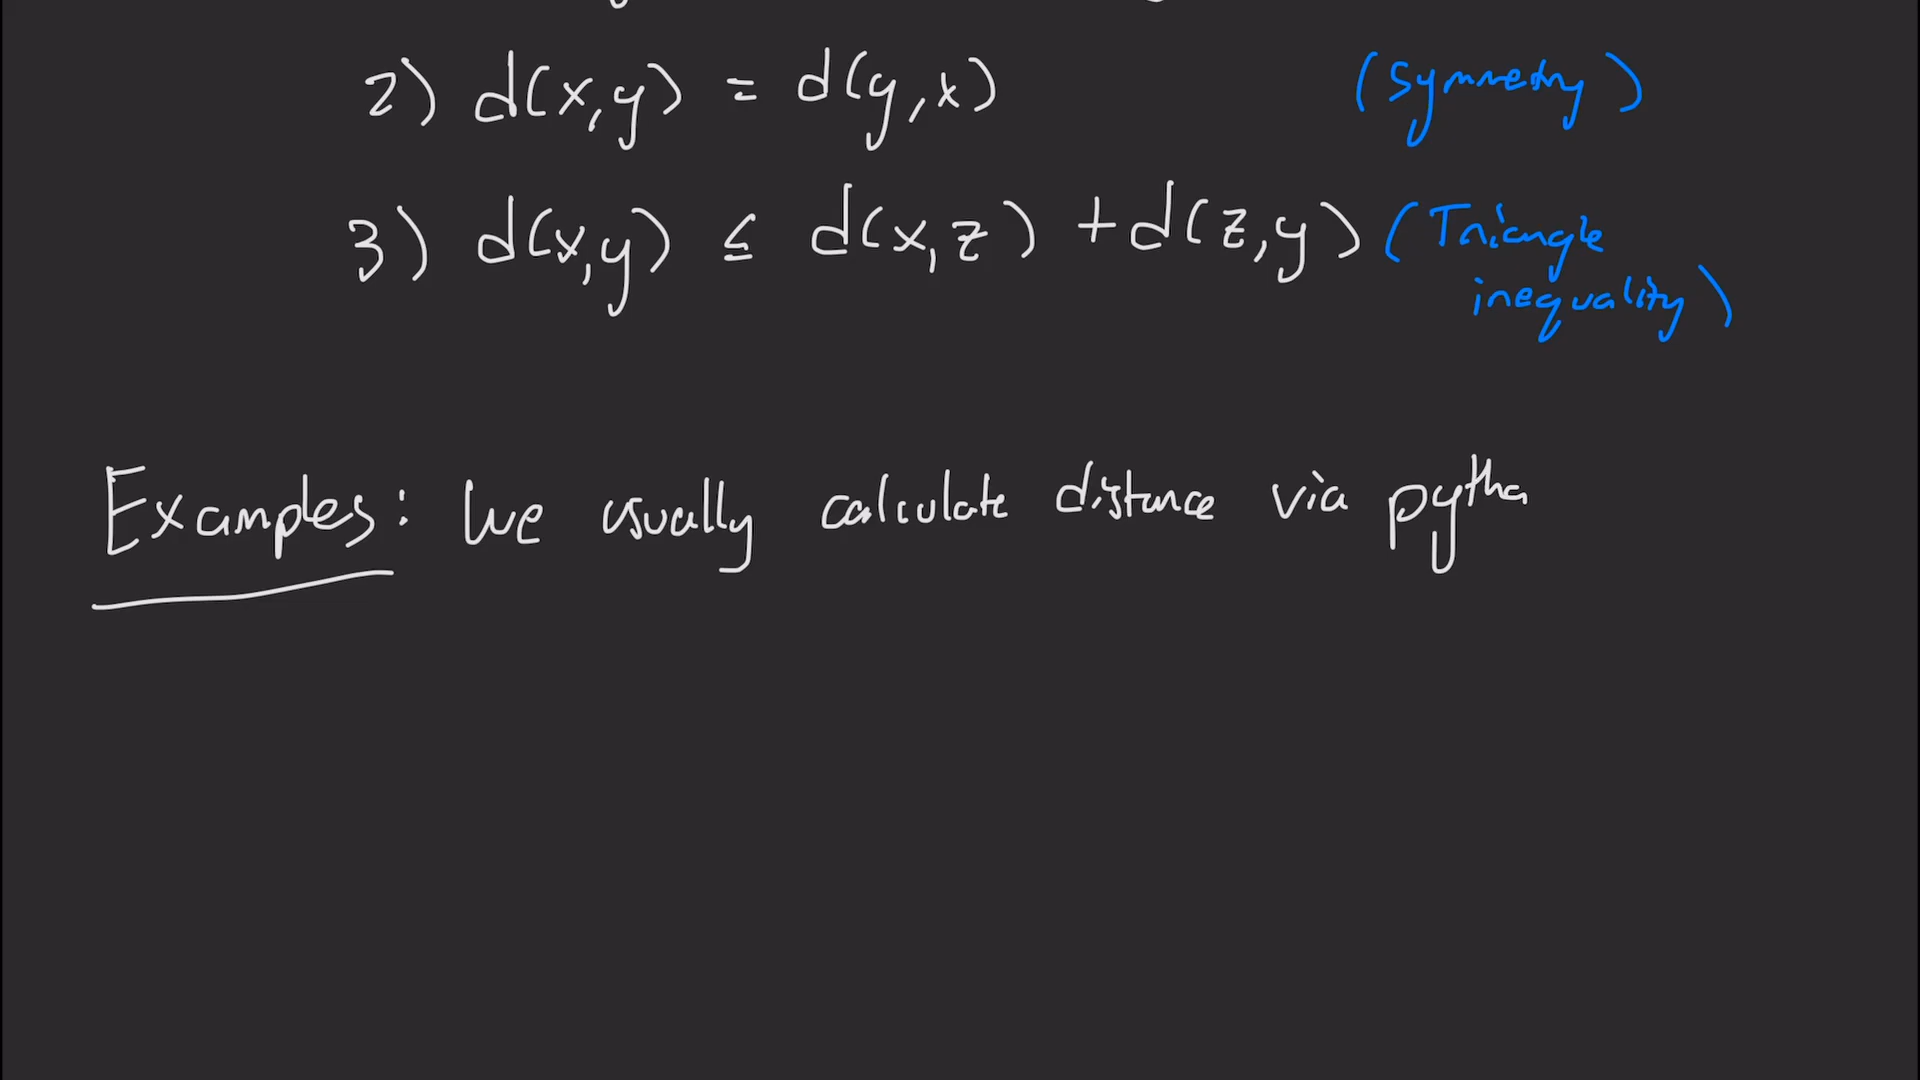 2) d(x,y) = d(y,x) (Symmetry)
3) d(x,y) ≤ d(x,z) + d(z,y) (Triangle
inequality)
Examples: We usually calculate distance via pytha